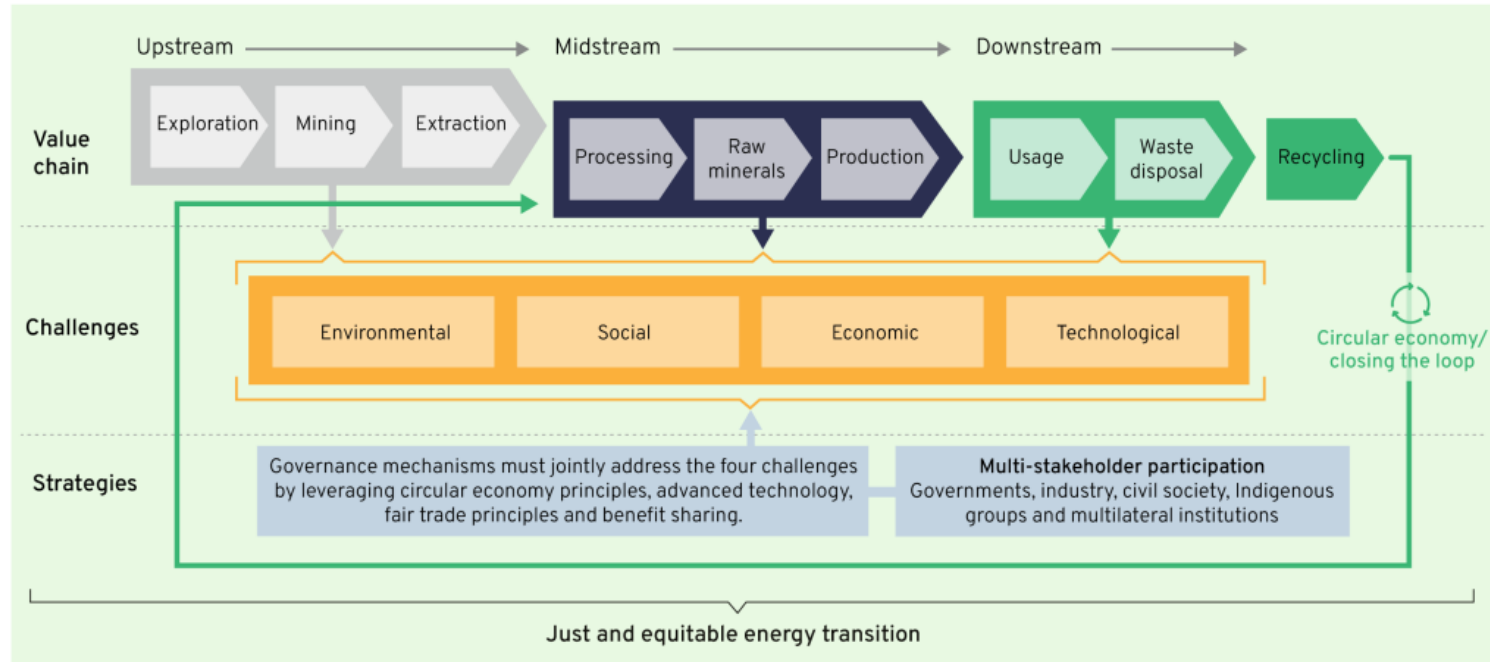 Upstream
Midstream
Downstream
Value
chain
Exploration
Mining
Extraction
Processing
Raw
minerals
Production
Usage
Waste
disposal
Recycling
Challenges
Environmental
Social
Economic
Technological
Circular economy/
closing the loop
Strategies
Governance mechanisms must jointly address the four challenges
by leveraging circular economy principles, advanced technology,
fair trade principles and benefit sharing.
Multi-stakeholder participation
Governments, industry, civil society, Indigenous
groups and multilateral institutions
Just and equitable energy transition